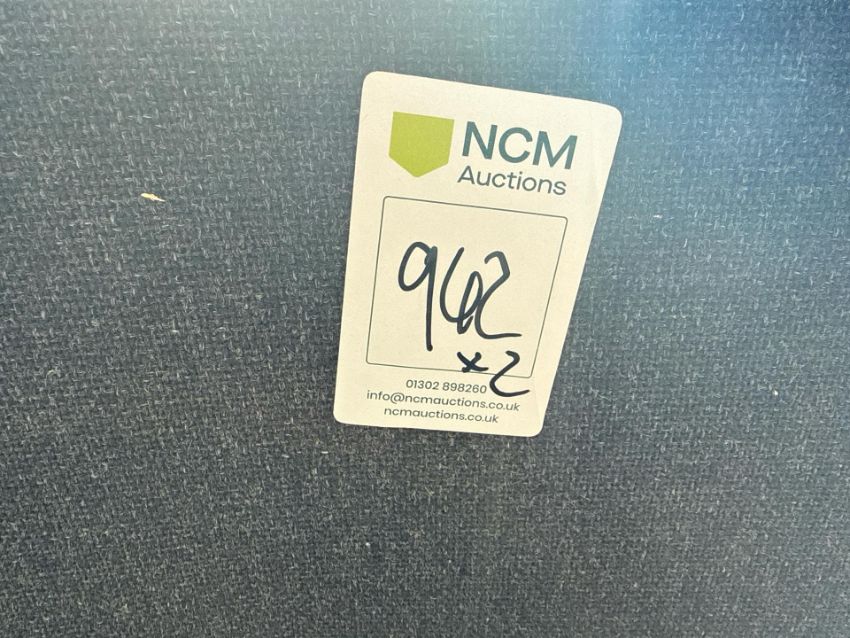 NCM
Auctions
962
x2
01302 898260
info@ncmauctions.co.uk
ncmauctions.co.uk